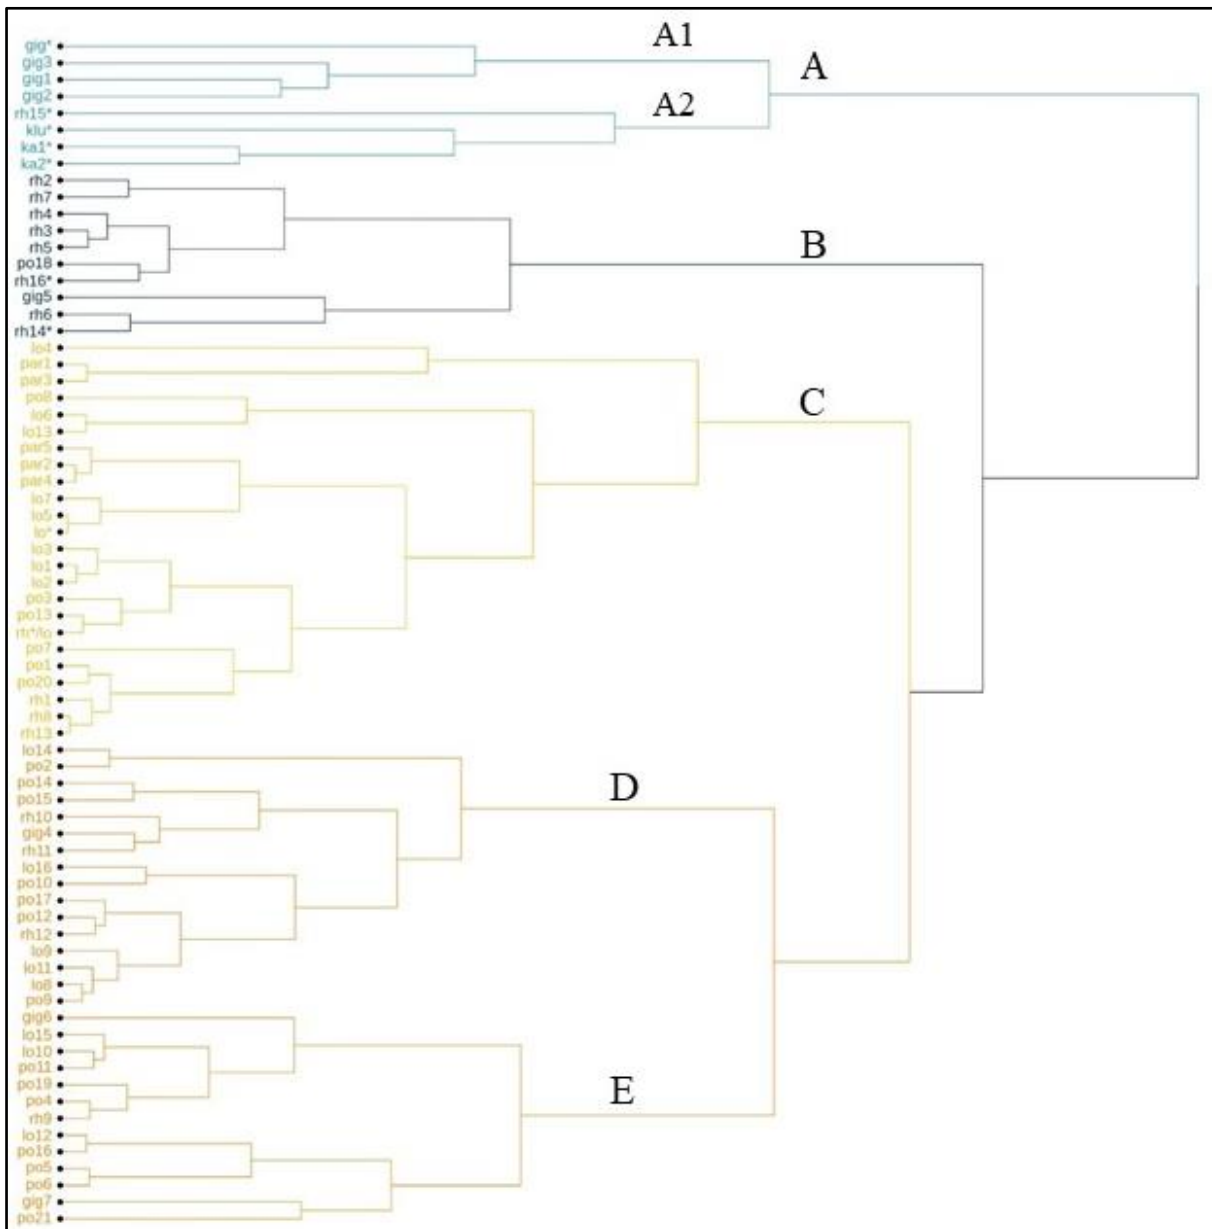 A1
gig*
gig3
A
gig1
gig2
A2
rh15*
klu*
ka1*
ka2*
rh2
rh7
rh4
rh3
B
rh5
po18
rh16*
gig5
rh6
rh14*
lo4
par1
par3
C
po8
lo6
lo13
par5
par2
par4
lo7
lo5
lo*
lo3
lo1
lo2
po3
po13
rh*/lo
po7
po1
po20
rh1
rh8
rh13
lo14
po2
D
po14
po15
rh10
gig4
rh11
lo16
po10
po17
po12
rh12
lo9
lo11
lo8
po9
gig6
lo15
lo10
po11
po19
E
po4
rh9
lo12
po16
po5
po6
gig7
po21